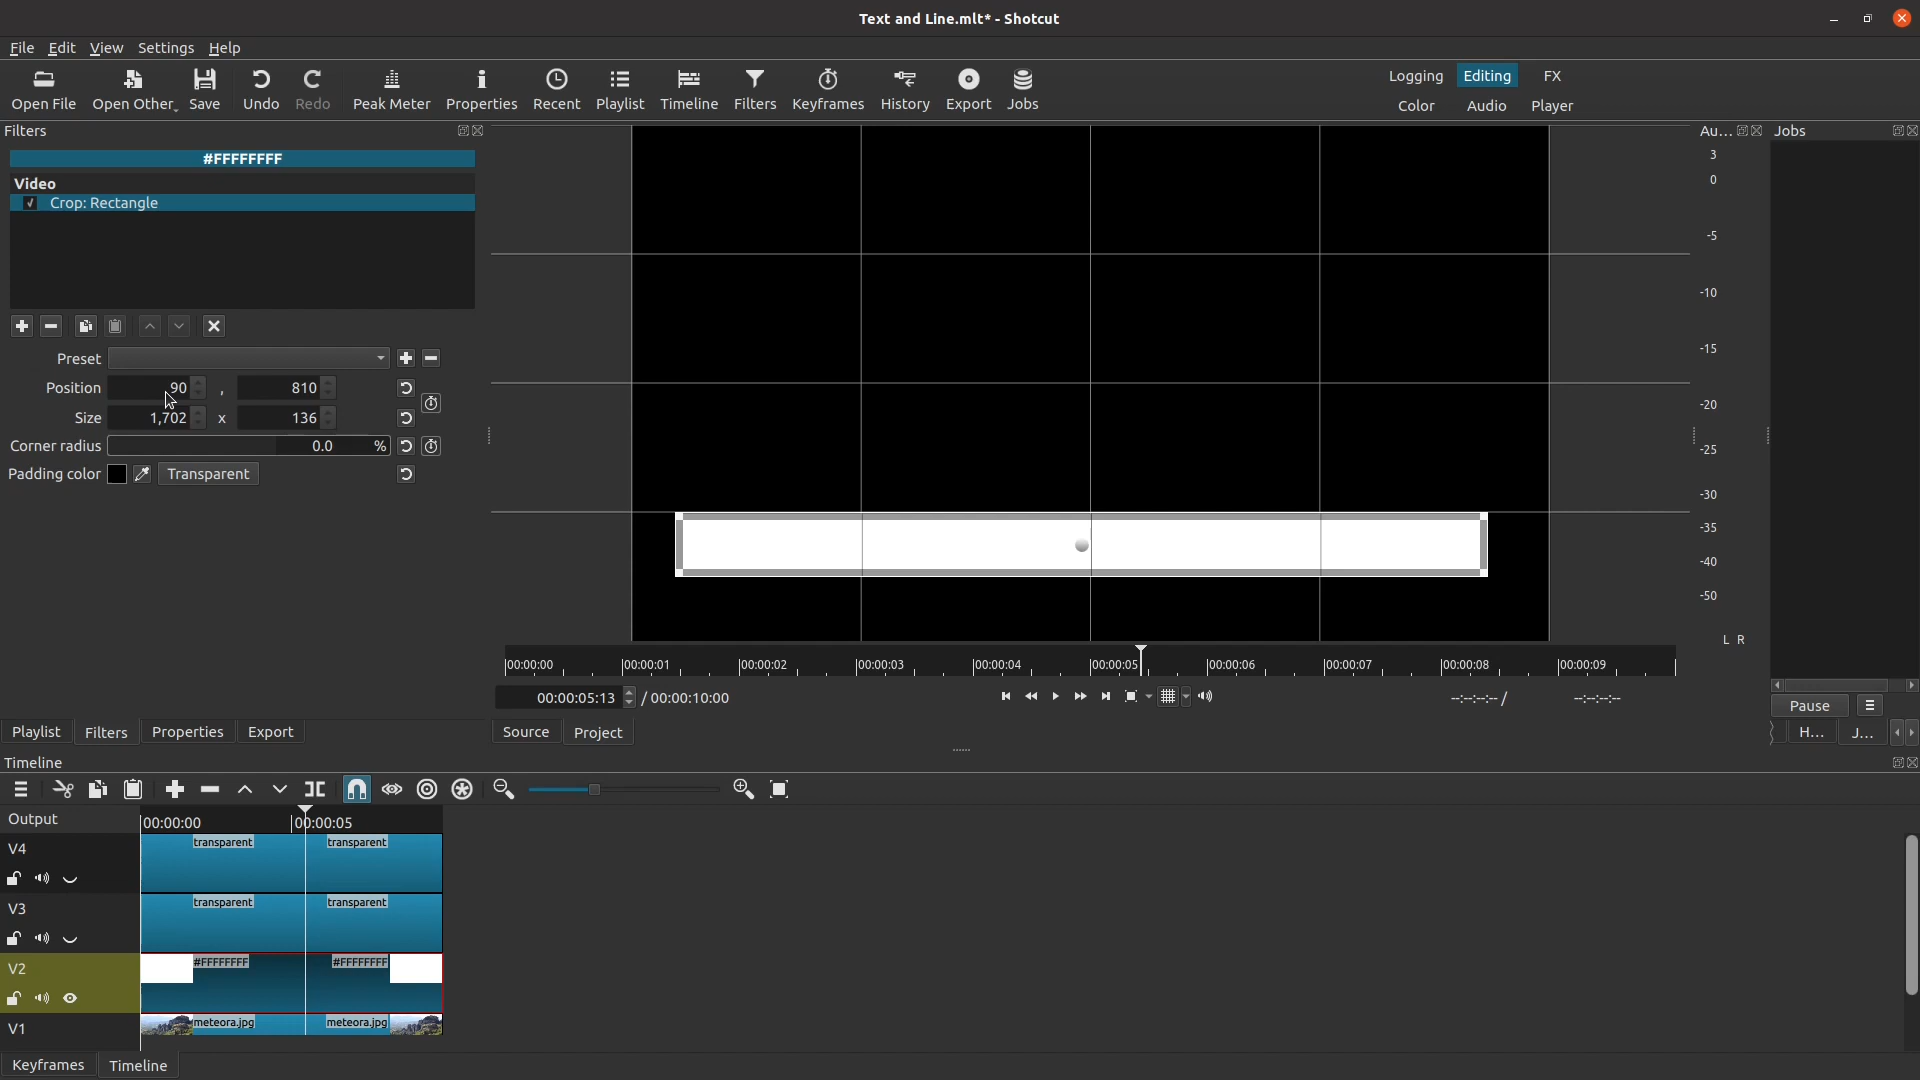 Text and Line.mlt* - Shotcut
File Edit View Settings Help
Open File Open Other Save Undo Redo Peak Meter Properties Recent Playlist Timeline Filters Keyframes History Export Jobs
Logging Editing FX
Color Audio Player
Filters
Au... Jobs
#FFFFFFFF
Video
Crop: Rectangle
Preset
Position 90 , 810
Size 1,702 x 136
Corner radius 0.0 %
Padding color Transparent
3
0
-5
-10
-15
-20
-25
-30
-35
-40
-50
L R
00:00:00 00:00:01 00:00:02 00:00:03 00:00:04 00:00:05 00:00:06 00:00:07 00:00:08 00:00:09
00:00:05:13 / 00:00:10:00 --:--:--:-- / --:--:--:--
Pause
Playlist Filters Properties Export Source Project H... J...
Timeline
Output 00:00:00 00:00:05
V4 transparent transparent
V3 transparent transparent
V2 #FFFFFFFF #FFFFFFFF
V1 meteora.jpg meteora.jpg
Keyframes Timeline